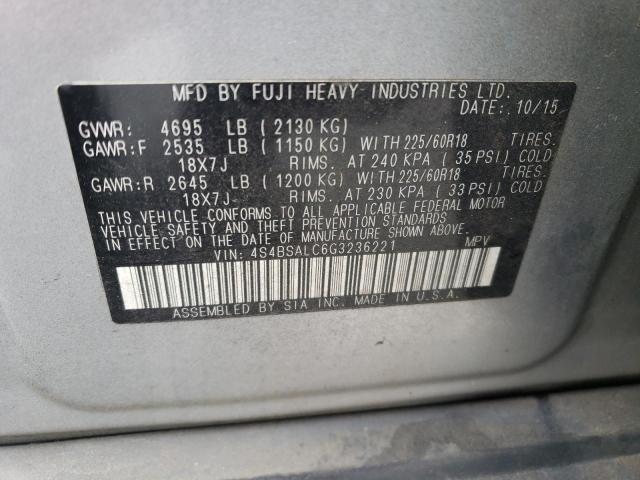 MFD BY FUJI HEAVY INDUSTRIES LTD.
DATE: 10/15
GVWR: 4695 LB (2130 KG)
GAWR:F 2535 LB (1150 KG) WITH 225/60R18 TIRES.
18X7J RIMS. AT 240 KPA (35 PSI) COLD
GAWR:R 2645 LB (1200 KG) WITH 225/60R18 TIRES.
18X7J RIMS. AT 230 KPA (33 PSI) COLD
THIS VEHICLE CONFORMS TO ALL APPLICABLE FEDERAL MOTOR
VEHICLE SAFETY AND THEFT PREVENTION STANDARDS
IN EFFECT ON THE DATE OF MANUFACTURE SHOWN ABOVE.
VIN: 4S4BSALC6G3236221 MPV
ASSEMBLED BY SIA INC. MADE IN U.S.A.